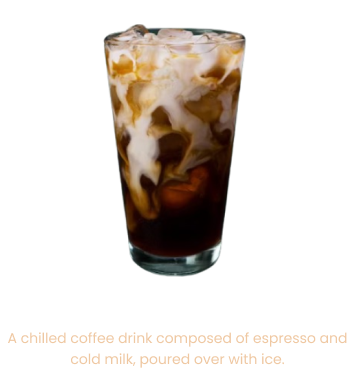 A chilled coffee drink composed of espresso and
cold milk, poured over with ice.